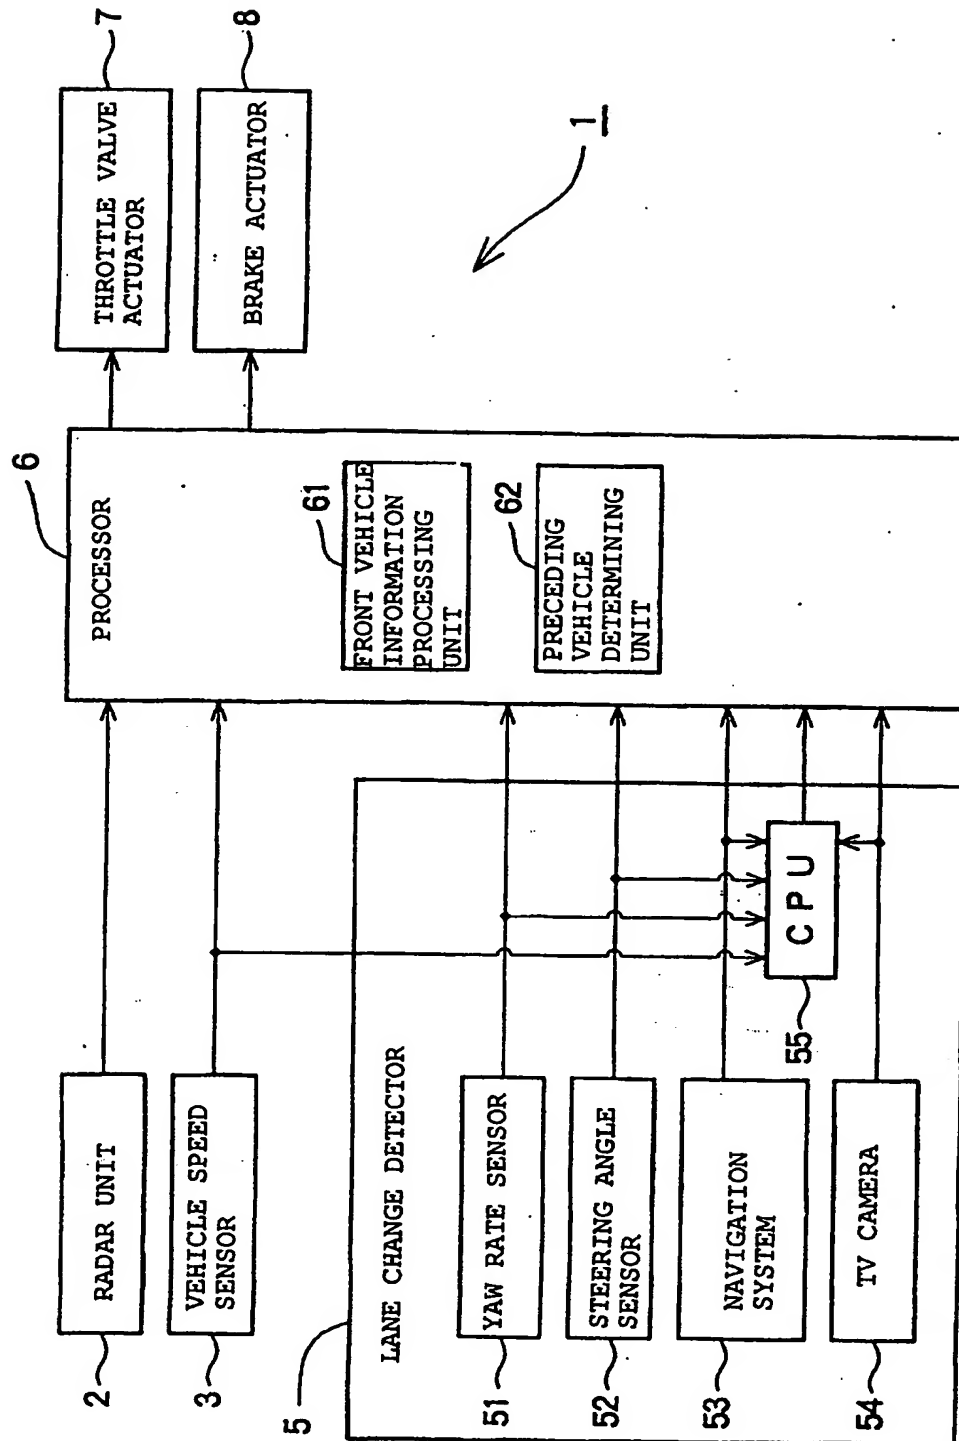 2
RADAR UNIT
3
VEHICLE SPEED
SENSOR
5
LANE CHANGE DETECTOR
51
YAW RATE SENSOR
52
STEERING ANGLE
SENSOR
53
NAVIGATION
SYSTEM
54
TV CAMERA
55
CPU
6
PROCESSOR
61
FRONT VEHICLE
INFORMATION
PROCESSING
UNIT
62
PRECEDING
VEHICLE
DETERMINING
UNIT
7
THROTTLE VALVE
ACTUATOR
8
BRAKE ACTUATOR
1